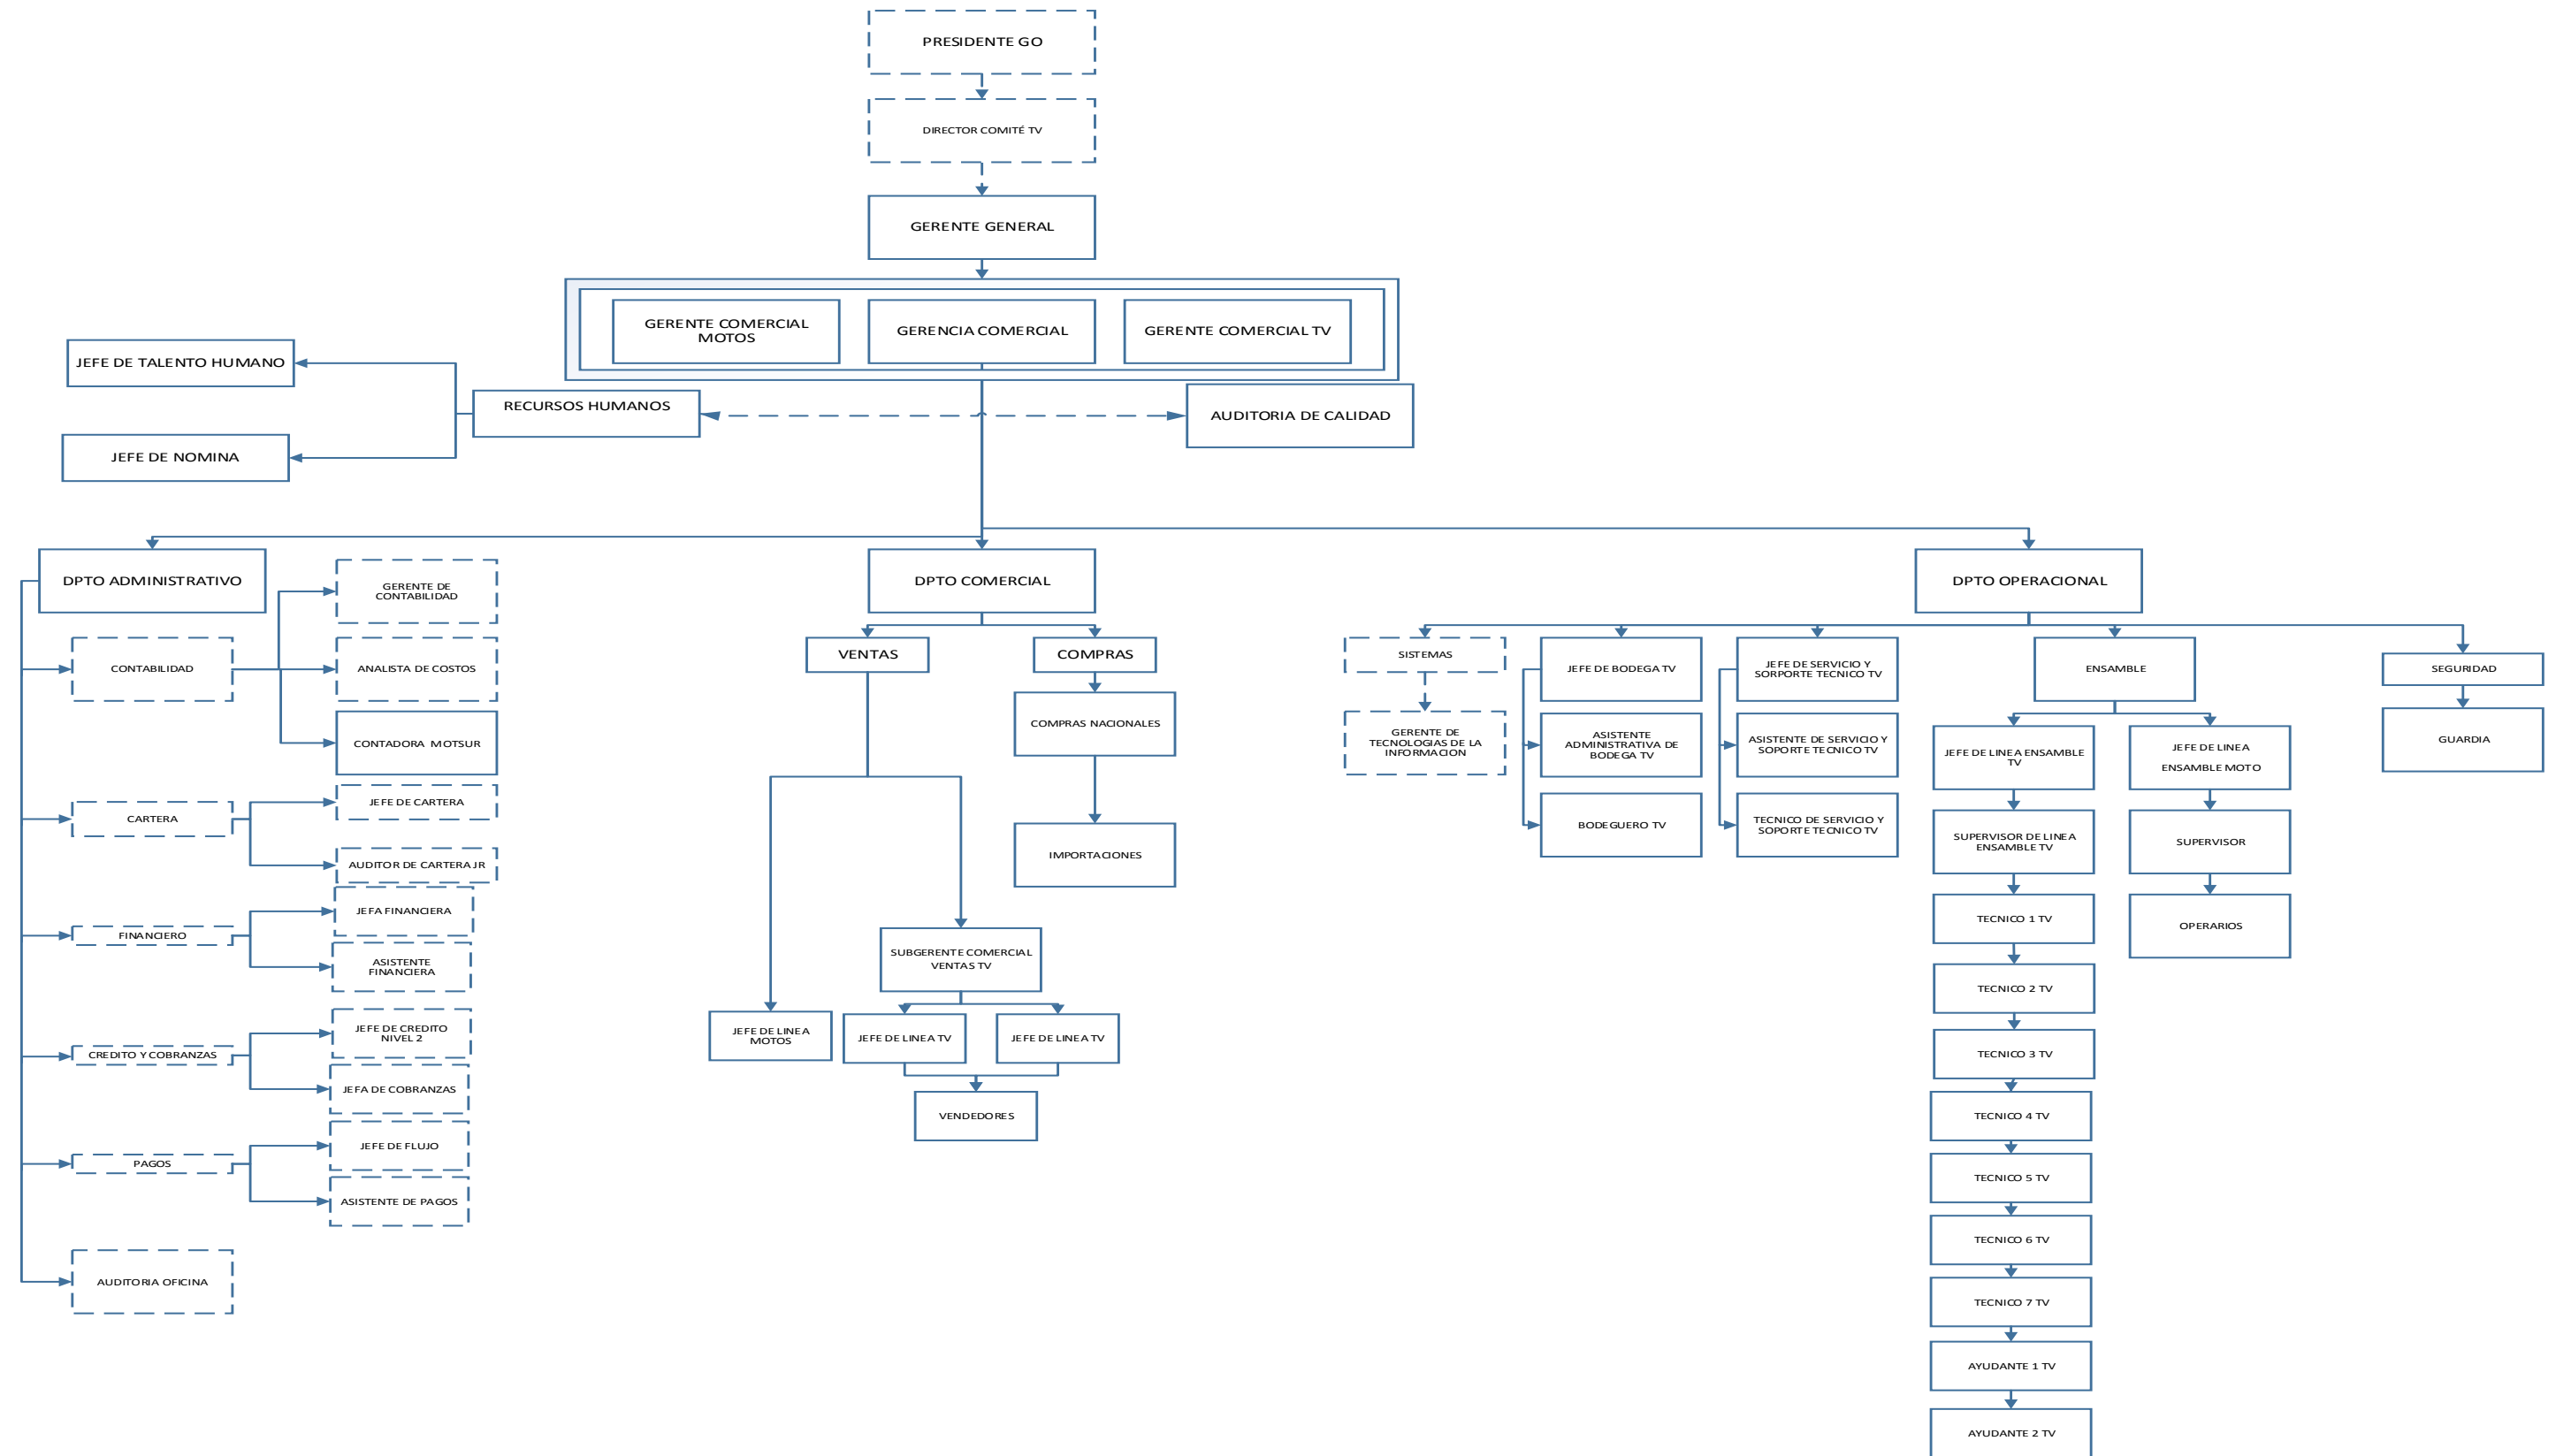 PRESIDENTE GO
DIRECTOR COMITÉ TV
GERENTE GENERAL
GERENTE COMERCIAL
MOTOS
GERENCIA COMERCIAL
GERENTE COMERCIAL TV
JEFE DE TALENTO HUMANO
RECURSOS HUMANOS
AUDITORIA DE CALIDAD
JEFE DE NOMINA
DPTO ADMINISTRATIVO
GERENTE DE
CONTABILIDAD
CONTABILIDAD
ANALISTA DE COSTOS
CONTADORA MOTSUR
CARTERA
JEFE DE CARTERA
AUDITOR DE CARTERA JR
FINANCIERO
JEFA FINANCIERA
ASISTENTE
FINANCIERA
CREDITO Y COBRANZAS
JEFE DE CREDITO
NIVEL 2
JEFA DE COBRANZAS
PAGOS
JEFE DE FLUJO
ASISTENTE DE PAGOS
AUDITORIA OFICINA
DPTO COMERCIAL
VENTAS
COMPRAS
COMPRAS NACIONALES
IMPORTACIONES
SUBGERENTE COMERCIAL
VENTAS TV
JEFE DE LINEA
MOTOS
JEFE DE LINEA TV
JEFE DE LINEA TV
VENDEDORES
DPTO OPERACIONAL
SISTEMAS
GERENTE DE
TECNOLOGIAS DE LA
INFORMACION
JEFE DE BODEGA TV
ASISTENTE
ADMINISTRATIVA DE
BODEGA TV
BODEGUERO TV
JEFE DE SERVICIO Y
SORPORTE TECNICO TV
ASISTENTE DE SERVICIO Y
SOPORTE TECNICO TV
TECNICO DE SERVICIO Y
SOPORTE TECNICO TV
ENSAMBLE
JEFE DE LINEA ENSAMBLE
TV
SUPERVISOR DE LINEA
ENSAMBLE TV
TECNICO 1 TV
TECNICO 2 TV
TECNICO 3 TV
TECNICO 4 TV
TECNICO 5 TV
TECNICO 6 TV
TECNICO 7 TV
AYUDANTE 1 TV
AYUDANTE 2 TV
JEFE DE LINEA
ENSAMBLE MOTO
SUPERVISOR
OPERARIOS
SEGURIDAD
GUARDIA